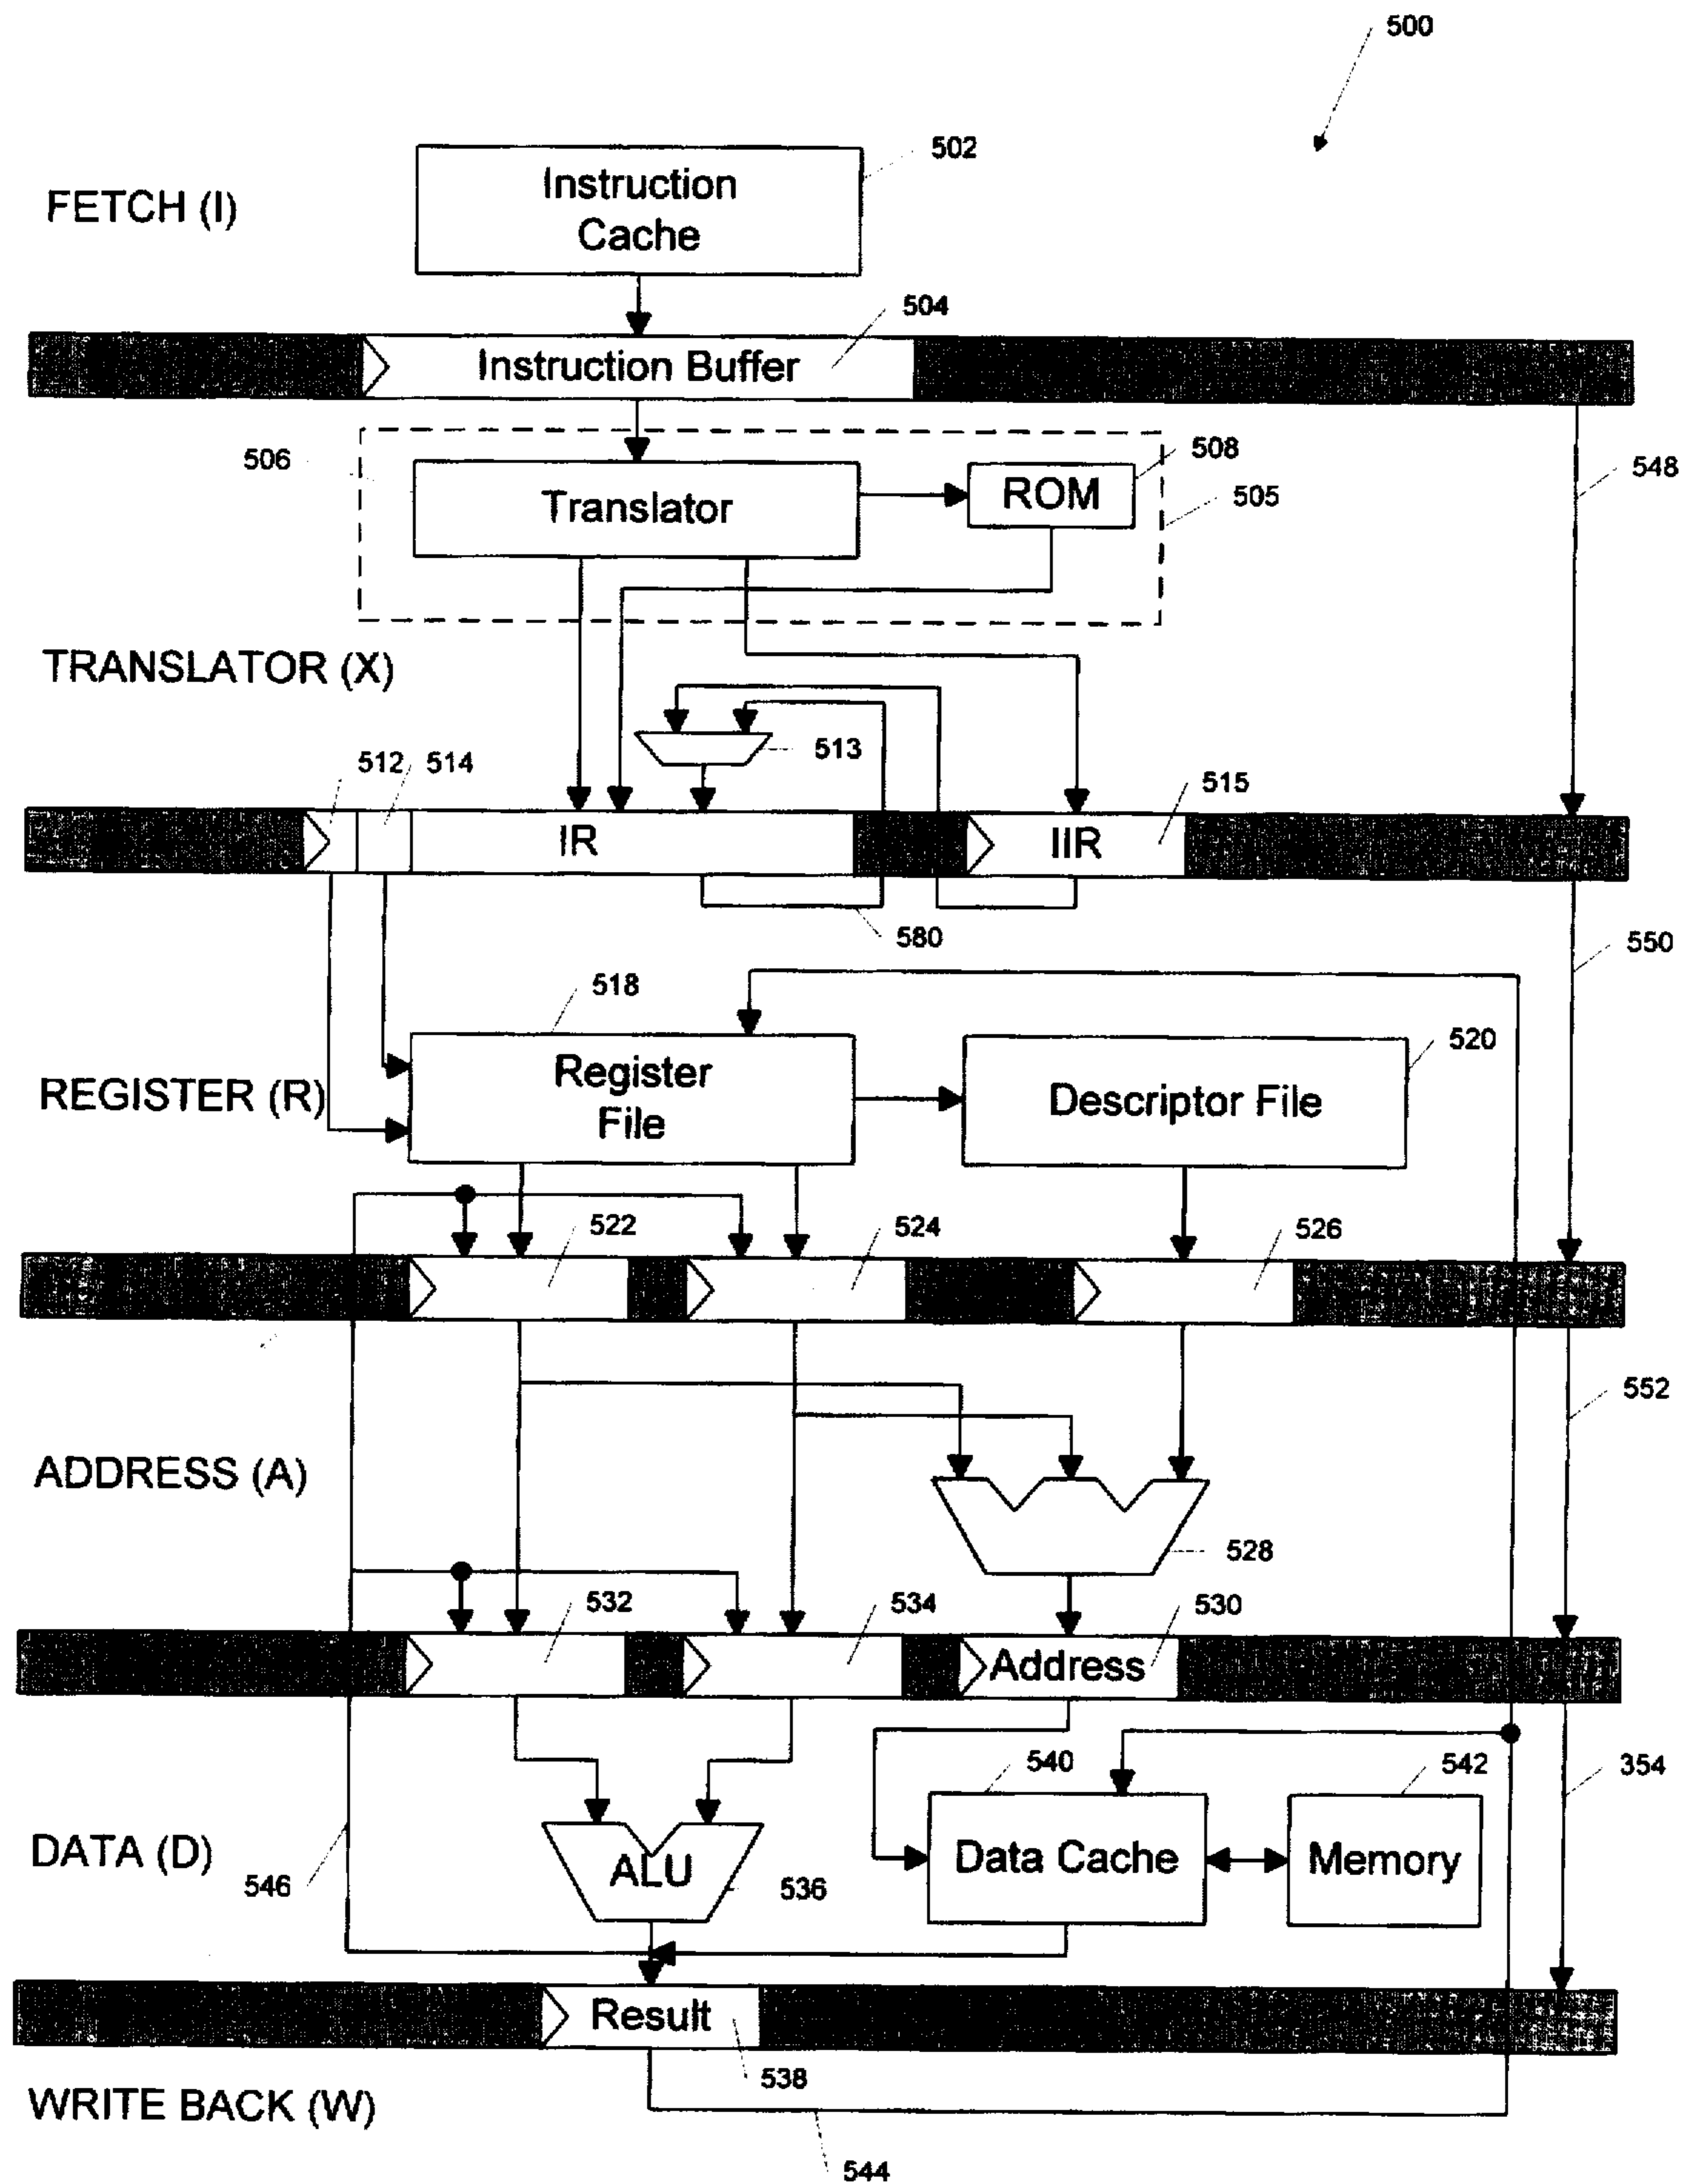 500
502
Instruction
Cache
FETCH (I)
504
Instruction Buffer
506
508
ROM
Translator
505
548
TRANSLATOR (X)
513
512
514
515
IR
IIR
580
550
518
520
Register
File
Descriptor File
REGISTER (R)
522
524
526
552
ADDRESS (A)
528
532
534
530
Address
540
542
354
DATA (D)
546
ALU
536
Data Cache
Memory
Result
538
WRITE BACK (W)
544